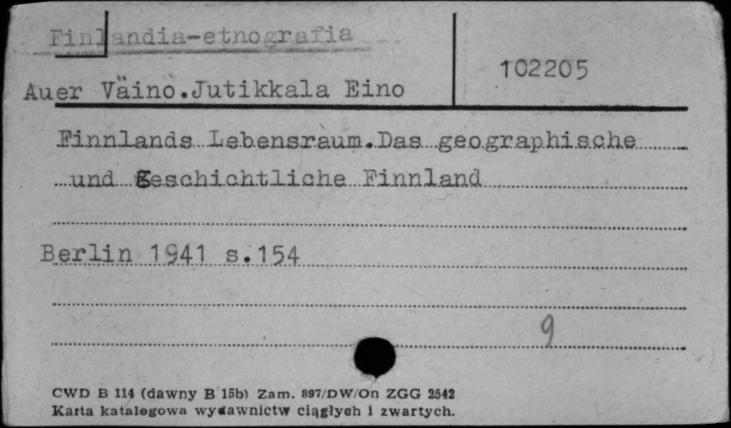 Finlandia-etnografia
102205
Auer Väinö.Jutikkala Eino
Finnlands Lebensraum.Das geographische
und geschichtliche Finnland
Berlin 1941 s.154
9
CWD B 114 (dawny B 15b) Zam. 897/DW/On ZGG 2542
Karta katalogowa wydawnictw ciągłych i zwartych.